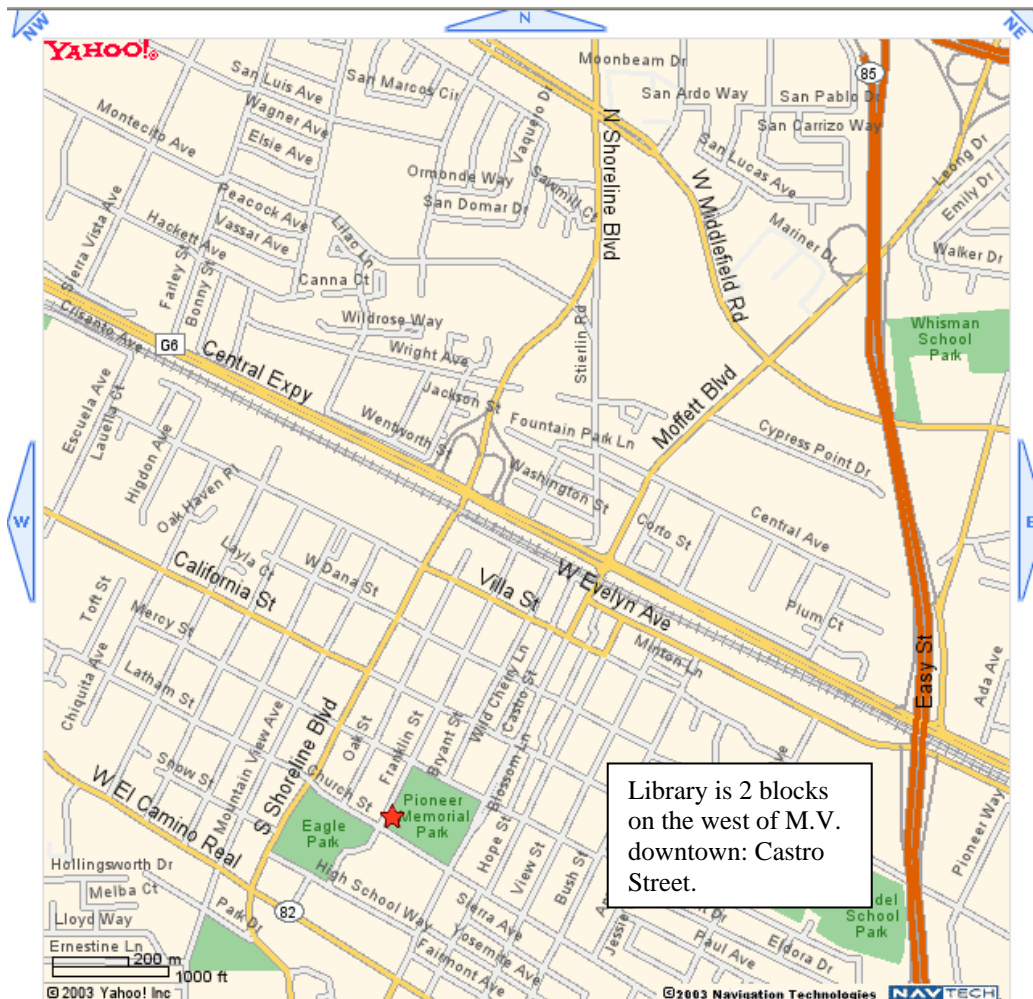 NW
N
NE
YAHOO!
Moonbeam Dr
85
San Luis Ave
San Marcos Cir
San Ardo Way
San Pablo Dr
Wagner Ave
Vaquero Dr
N Shoreline Blvd
San Carrizo Way
Montecito Ave
Elsie Ave
San Lucas Ave
Leong Dr
Ormonde Way
Sawmill Ct
W Middlefield Rd
Emily Dr
Peacock Ave
San Domar Dr
Sierra Vista Ave
Hackett Ave
Vassar Ave
Lilac Ln
Mariner Dr
Walker Dr
Farley St
Bonny St
Canna Ct
Crisanto Ave
Wildrose Way
Stierlin Rd
Whisman
School
Park
G6
Central Expy
Wright Ave
Moffett Blvd
Escuela Ave
Lauella Ct
Jackson St
Fountain Park Ln
Cypress Point Dr
Higdon Ave
Wentworth St
Washington St
Oak Haven Pl
W
E
Central Ave
Corto St
California St
Layla Ct
W Dana St
Villa St
W Evelyn Ave
Toft St
Mercy St
Plum Ct
Minton Ln
Easy St
Ada Ave
Chiquita Ave
Latham St
Mountain View Ave
S Shoreline Blvd
Oak St
Franklin St
Bryant St
Wild Cherry Ln
Castro St
Blossom Ln
Snow St
Church St
Pioneer
Memorial
Park
Eagle
Park
Hope St
View St
Bush St
Library is 2 blocks
on the west of M.V.
downtown: Castro
Street.
Pioneer Way
W El Camino Real
Hollingsworth Dr
Melba Ct
Lloyd Way
Ernestine Ln
82
Park Dr
High School Way
Sierra Ave
Yosemite Ave
Fairmont Ave
Paul Ave
Eldora Dr
School
Park
200 m
1000 ft
© 2003 Yahoo! Inc
©2003 Navigation Technologies
NAVTECH